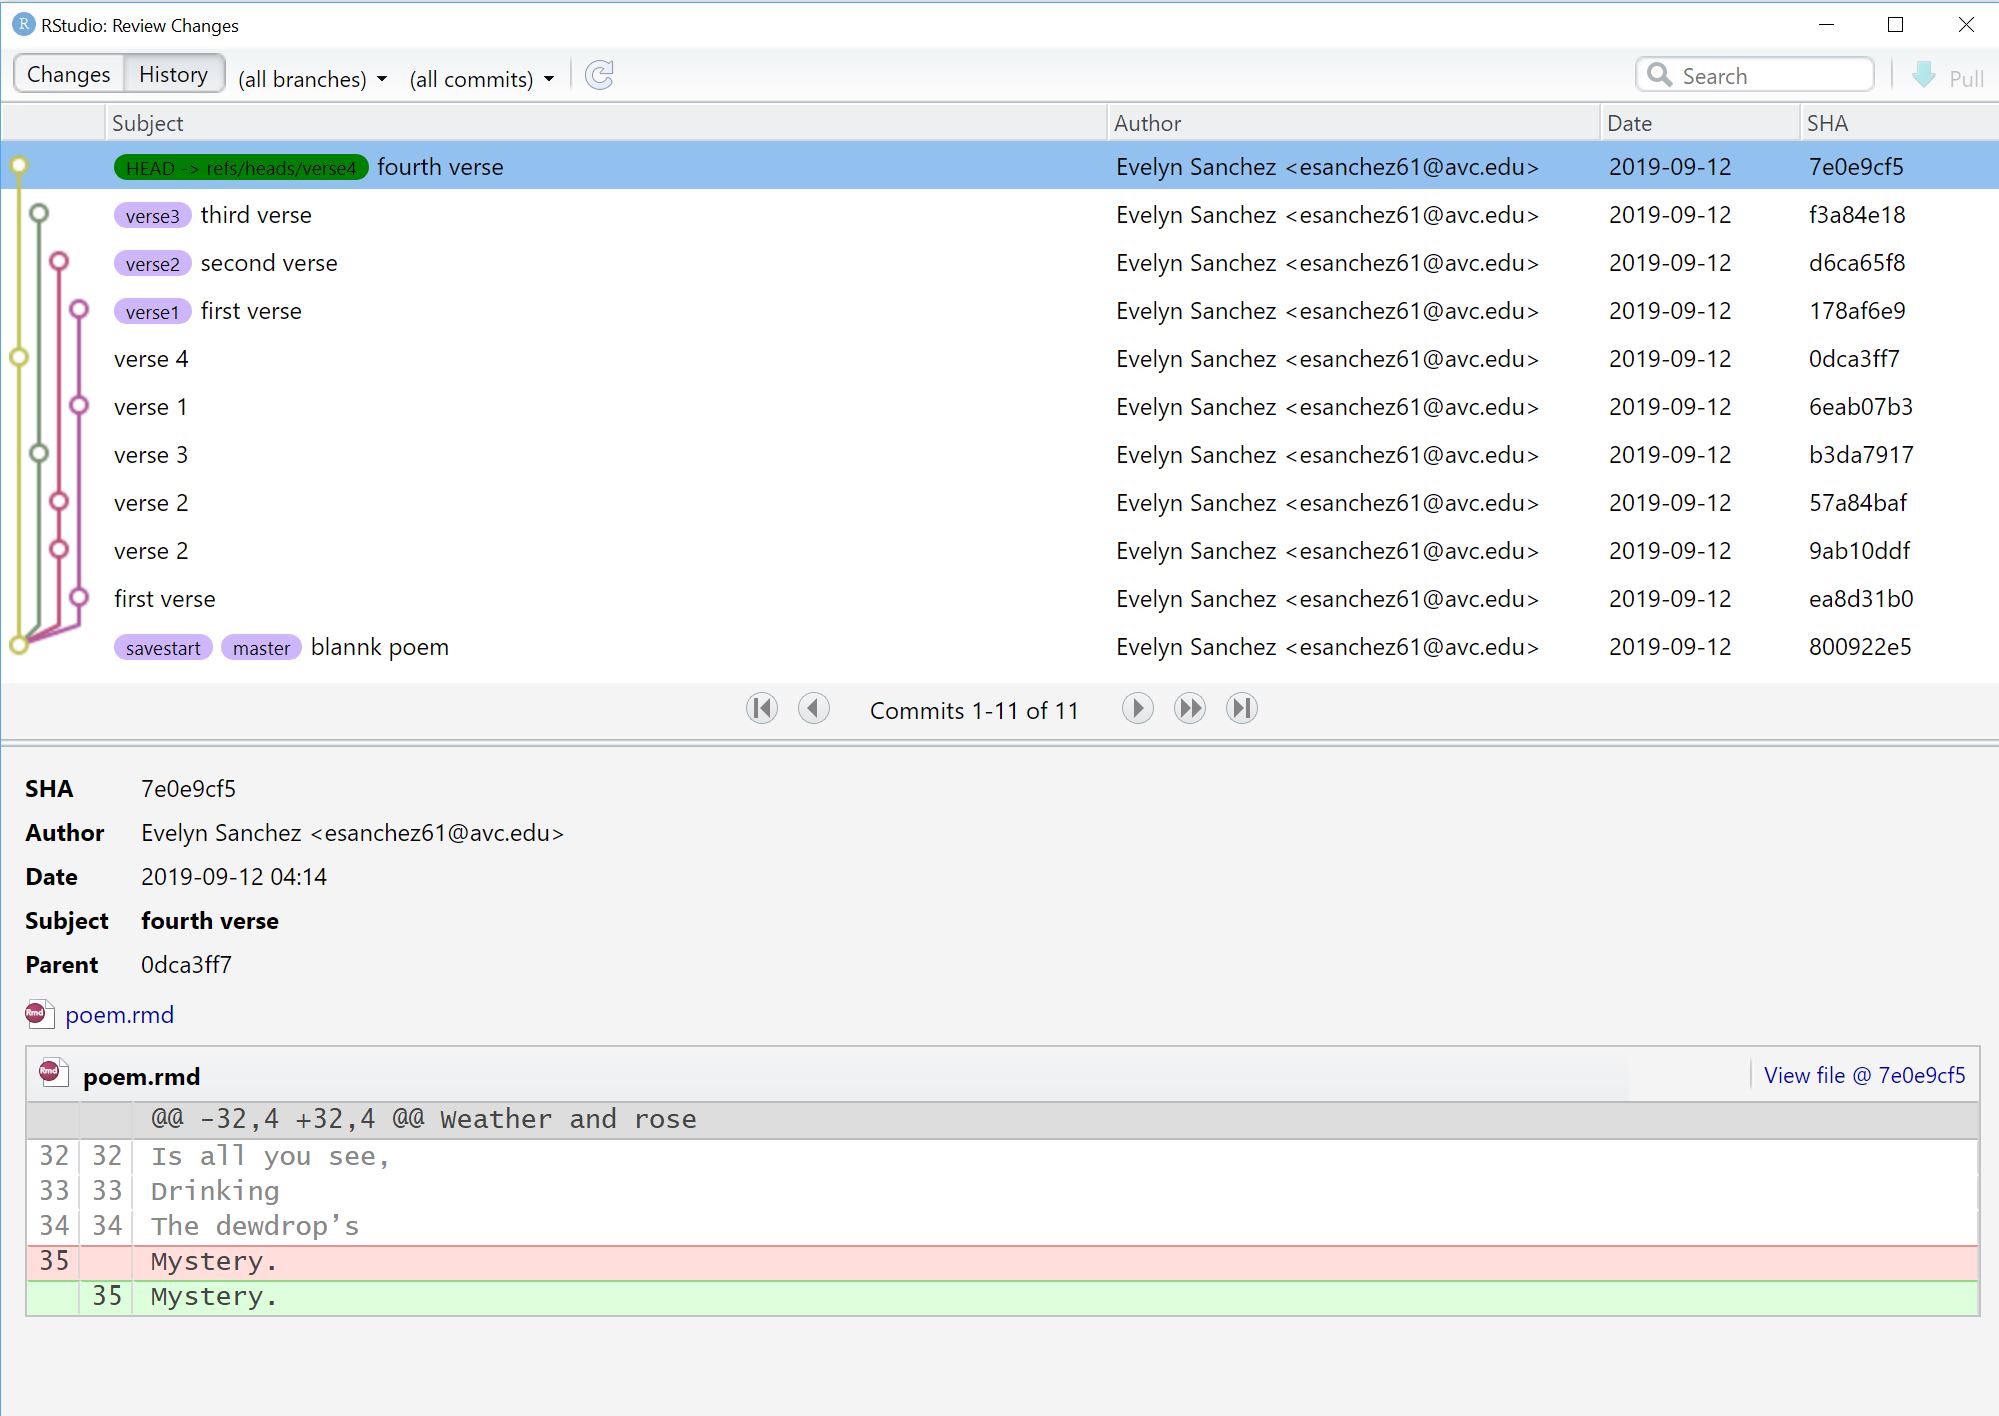 R RStudio: Review Changes
Changes History (all branches) (all commits) Search Pull
Subject Author Date SHA
HEAD -> refs/heads/verse4 fourth verse Evelyn Sanchez <esanchez61@avc.edu> 2019-09-12 7e0e9cf5
verse3 third verse Evelyn Sanchez <esanchez61@avc.edu> 2019-09-12 f3a84e18
verse2 second verse Evelyn Sanchez <esanchez61@avc.edu> 2019-09-12 d6ca65f8
verse1 first verse Evelyn Sanchez <esanchez61@avc.edu> 2019-09-12 178af6e9
verse 4 Evelyn Sanchez <esanchez61@avc.edu> 2019-09-12 0dca3ff7
verse 1 Evelyn Sanchez <esanchez61@avc.edu> 2019-09-12 6eab07b3
verse 3 Evelyn Sanchez <esanchez61@avc.edu> 2019-09-12 b3da7917
verse 2 Evelyn Sanchez <esanchez61@avc.edu> 2019-09-12 57a84baf
verse 2 Evelyn Sanchez <esanchez61@avc.edu> 2019-09-12 9ab10ddf
first verse Evelyn Sanchez <esanchez61@avc.edu> 2019-09-12 ea8d31b0
savestart master blannk poem Evelyn Sanchez <esanchez61@avc.edu> 2019-09-12 800922e5
Commits 1-11 of 11
SHA 7e0e9cf5
Author Evelyn Sanchez <esanchez61@avc.edu>
Date 2019-09-12 04:14
Subject fourth verse
Parent 0dca3ff7
Rmd poem.rmd
Rmd poem.rmd View file @ 7e0e9cf5
@@ -32,4 +32,4 @@ Weather and rose
32 32 Is all you see,
33 33 Drinking
34 34 The dewdrop’s
35 Mystery.
35 Mystery.